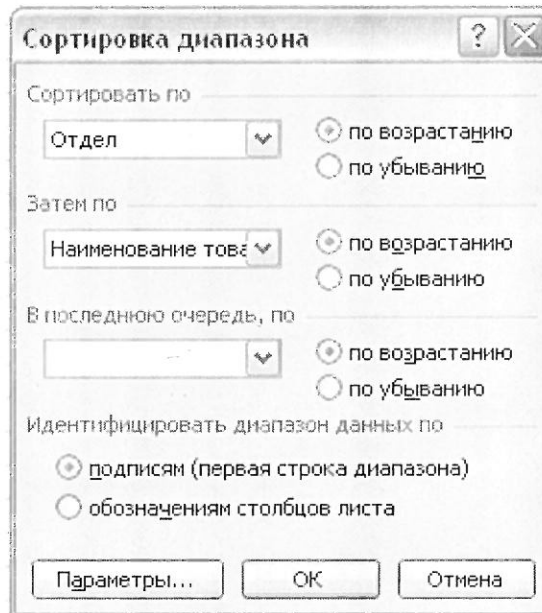 Сортировка диапазона ?
Сортировать по
Отдел
по возрастанию
по убыванию
Затем по
Наименование това
по возрастанию
по убыванию
В последнюю очередь, по
по возрастанию
по убыванию
Идентифицировать диапазон данных по
подписям (первая строка диапазона)
обозначениям столбцов листа
Параметры... ОК Отмена